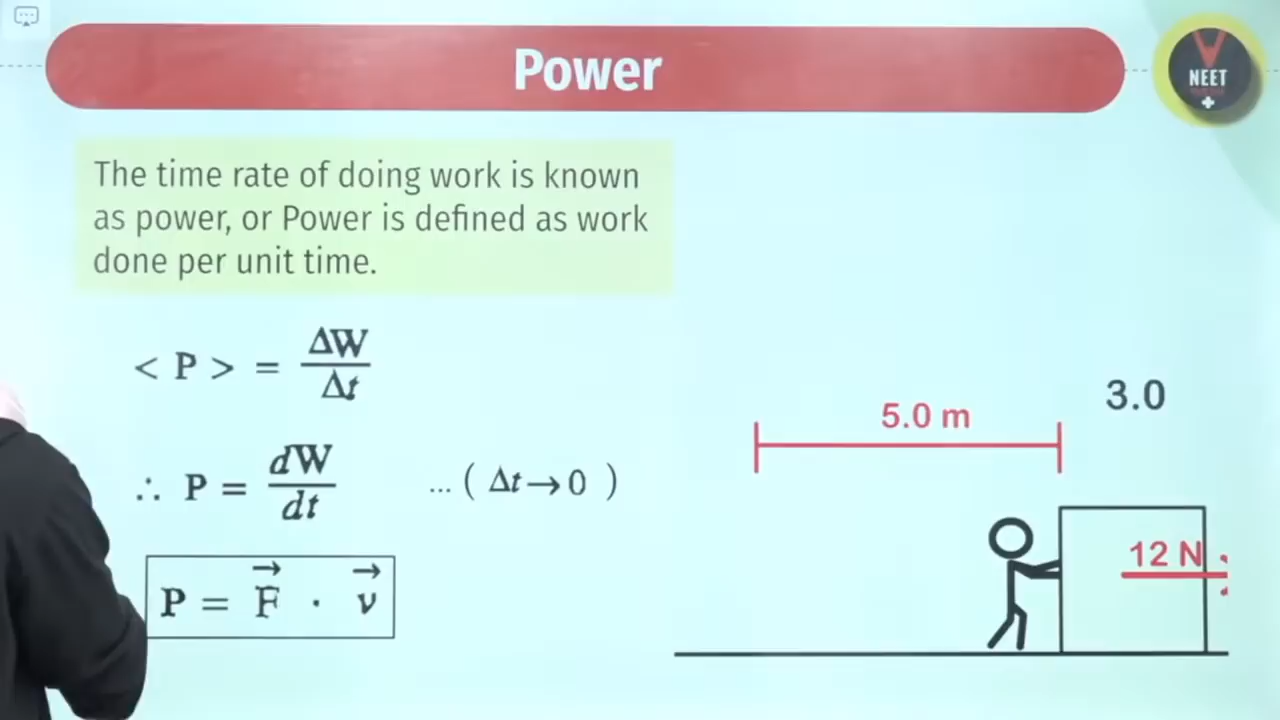 Power
NEET
The time rate of doing work is known
as power, or Power is defined as work
done per unit time.
< P > = ΔW/Δt
∴ P = dW/dt ... ( Δt→0 )
P = F⃗ · v⃗
5.0 m
3.0
12 N